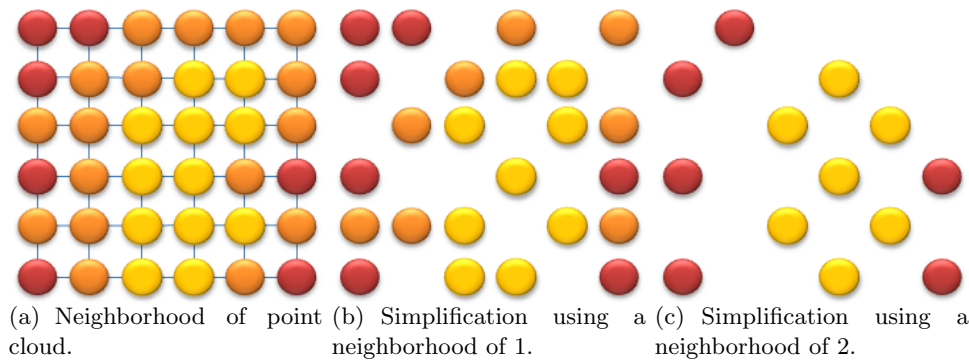 (a) Neighborhood of point cloud.
(b) Simplification using a neighborhood of 1.
(c) Simplification using a neighborhood of 2.